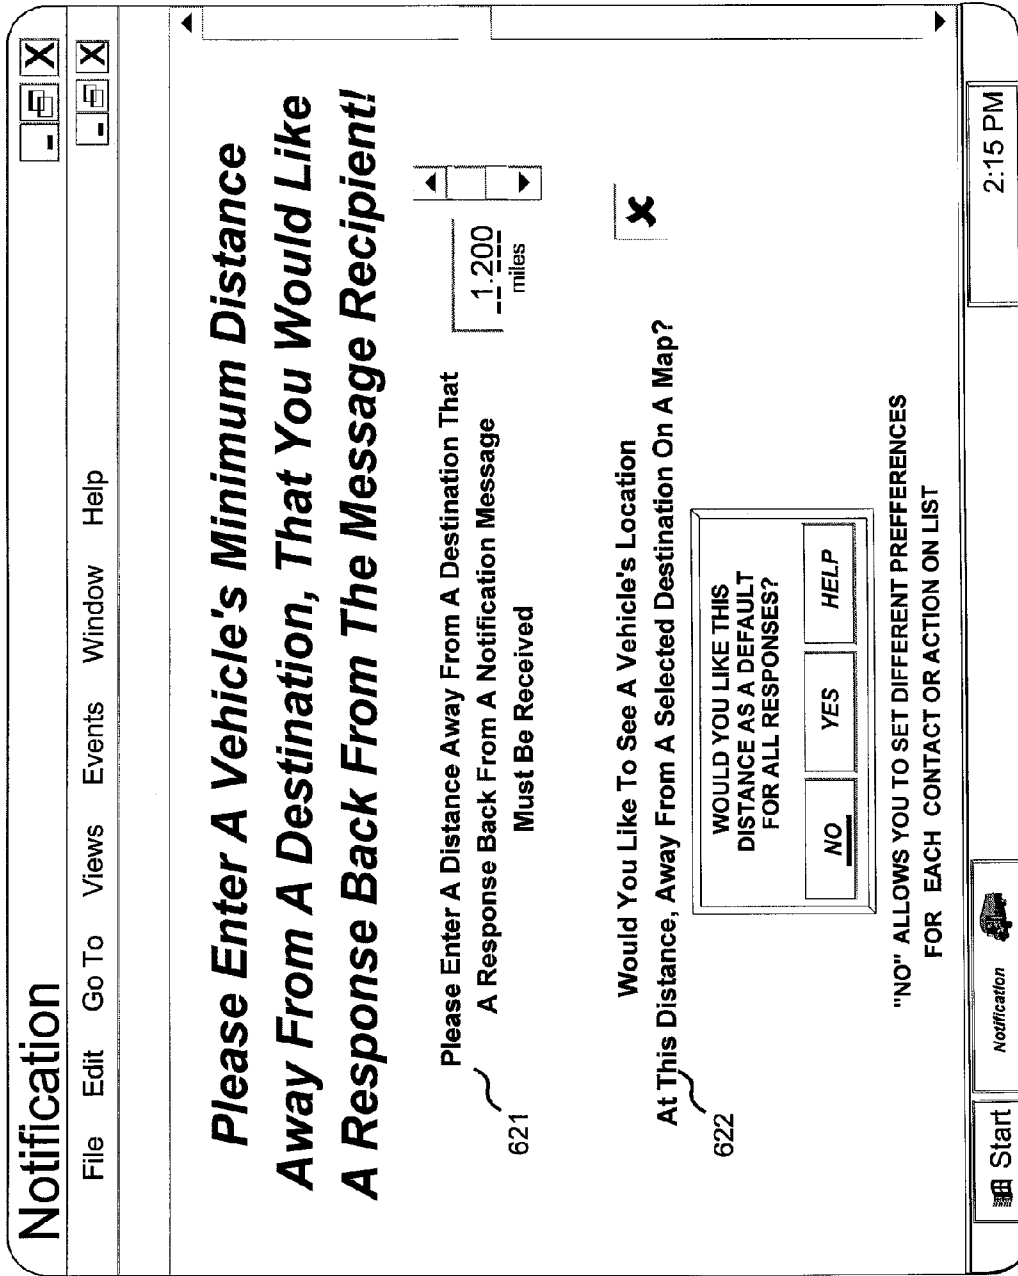 Notification
File Edit Go To Views Events Window Help
Please Enter A Vehicle's Minimum Distance
Away From A Destination, That You Would Like
A Response Back From The Message Recipient!
Please Enter A Distance Away From A Destination That
A Response Back From A Notification Message
Must Be Received
1.200
miles
621
Would You Like To See A Vehicle's Location
At This Distance, Away From A Selected Destination On A Map?
622
WOULD YOU LIKE THIS
DISTANCE AS A DEFAULT
FOR ALL RESPONSES?
NO YES HELP
"NO" ALLOWS YOU TO SET DIFFERENT PREFFERENCES
FOR EACH CONTACT OR ACTION ON LIST
Start Notification 2:15 PM